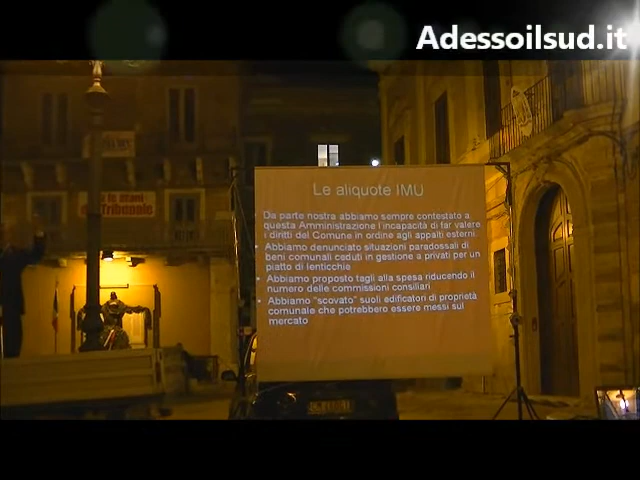 Adessoilsud.it
Le aliquote IMU
Da parte nostra abbiamo sempre contestato a
questa Amministrazione l incapacità di far valere
i diritti del Comune in ordine agli appalti esterni
• Abbiamo denunciato situazioni paradossali di
beni comunali ceduti in gestione a privati per un
piatto di lenticchie
• Abbiamo proposto tagli alla spesa riducendo il
numero delle commissioni consiliari
• Abbiamo "scovato" suoli edificatori di proprietà
comunale che potrebbero essere messi sul
mercato
Tribunale